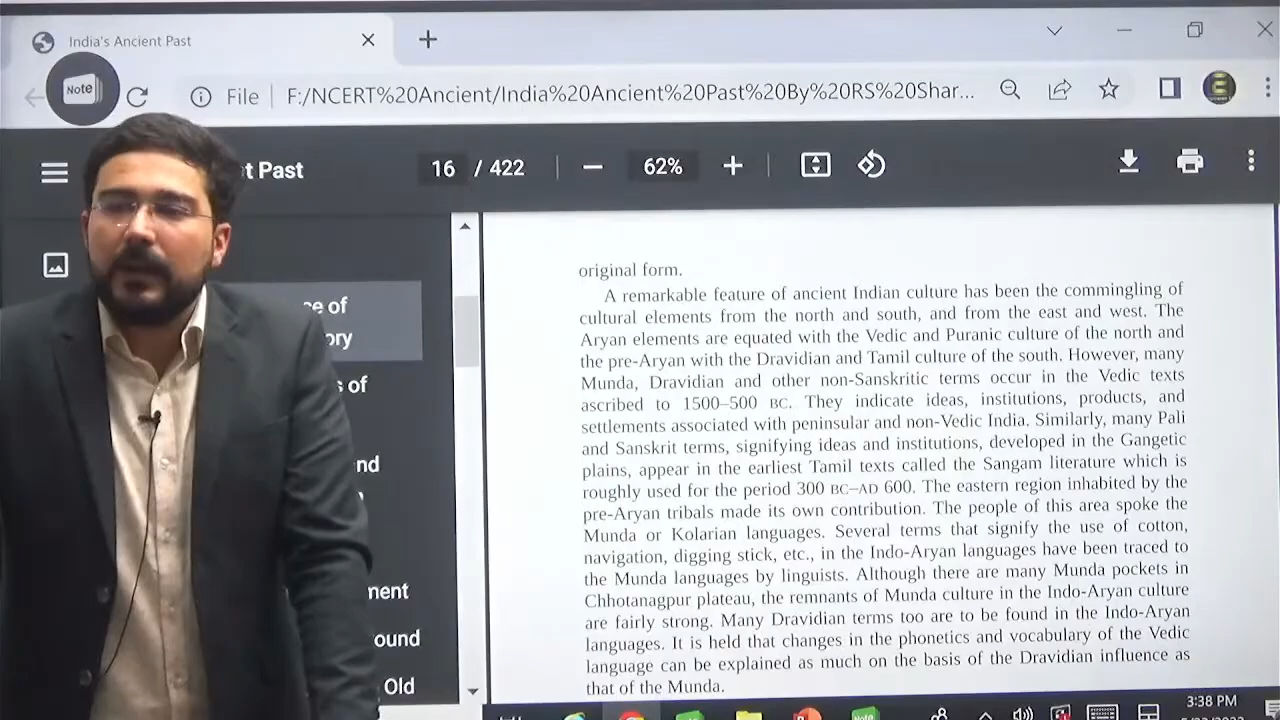 India's Ancient Past
Note
File
F:/NCERT%20Ancient/India%20Ancient%20Past%20By%20RS%20Shar...
t Past
16 / 422
62%
ce of
ory
s of
nd
ment
ound
Old
original form.
A remarkable feature of ancient Indian culture has been the commingling of
cultural elements from the north and south, and from the east and west. The
Aryan elements are equated with the Vedic and Puranic culture of the north and
the pre-Aryan with the Dravidian and Tamil culture of the south. However, many
Munda, Dravidian and other non-Sanskritic terms occur in the Vedic texts
ascribed to 1500–500 BC. They indicate ideas, institutions, products, and
settlements associated with peninsular and non-Vedic India. Similarly, many Pali
and Sanskrit terms, signifying ideas and institutions, developed in the Gangetic
plains, appear in the earliest Tamil texts called the Sangam literature which is
roughly used for the period 300 BC–AD 600. The eastern region inhabited by the
pre-Aryan tribals made its own contribution. The people of this area spoke the
Munda or Kolarian languages. Several terms that signify the use of cotton,
navigation, digging stick, etc., in the Indo-Aryan languages have been traced to
the Munda languages by linguists. Although there are many Munda pockets in
Chhotanagpur plateau, the remnants of Munda culture in the Indo-Aryan culture
are fairly strong. Many Dravidian terms too are to be found in the Indo-Aryan
languages. It is held that changes in the phonetics and vocabulary of the Vedic
language can be explained as much on the basis of the Dravidian influence as
that of the Munda.
3:38 PM